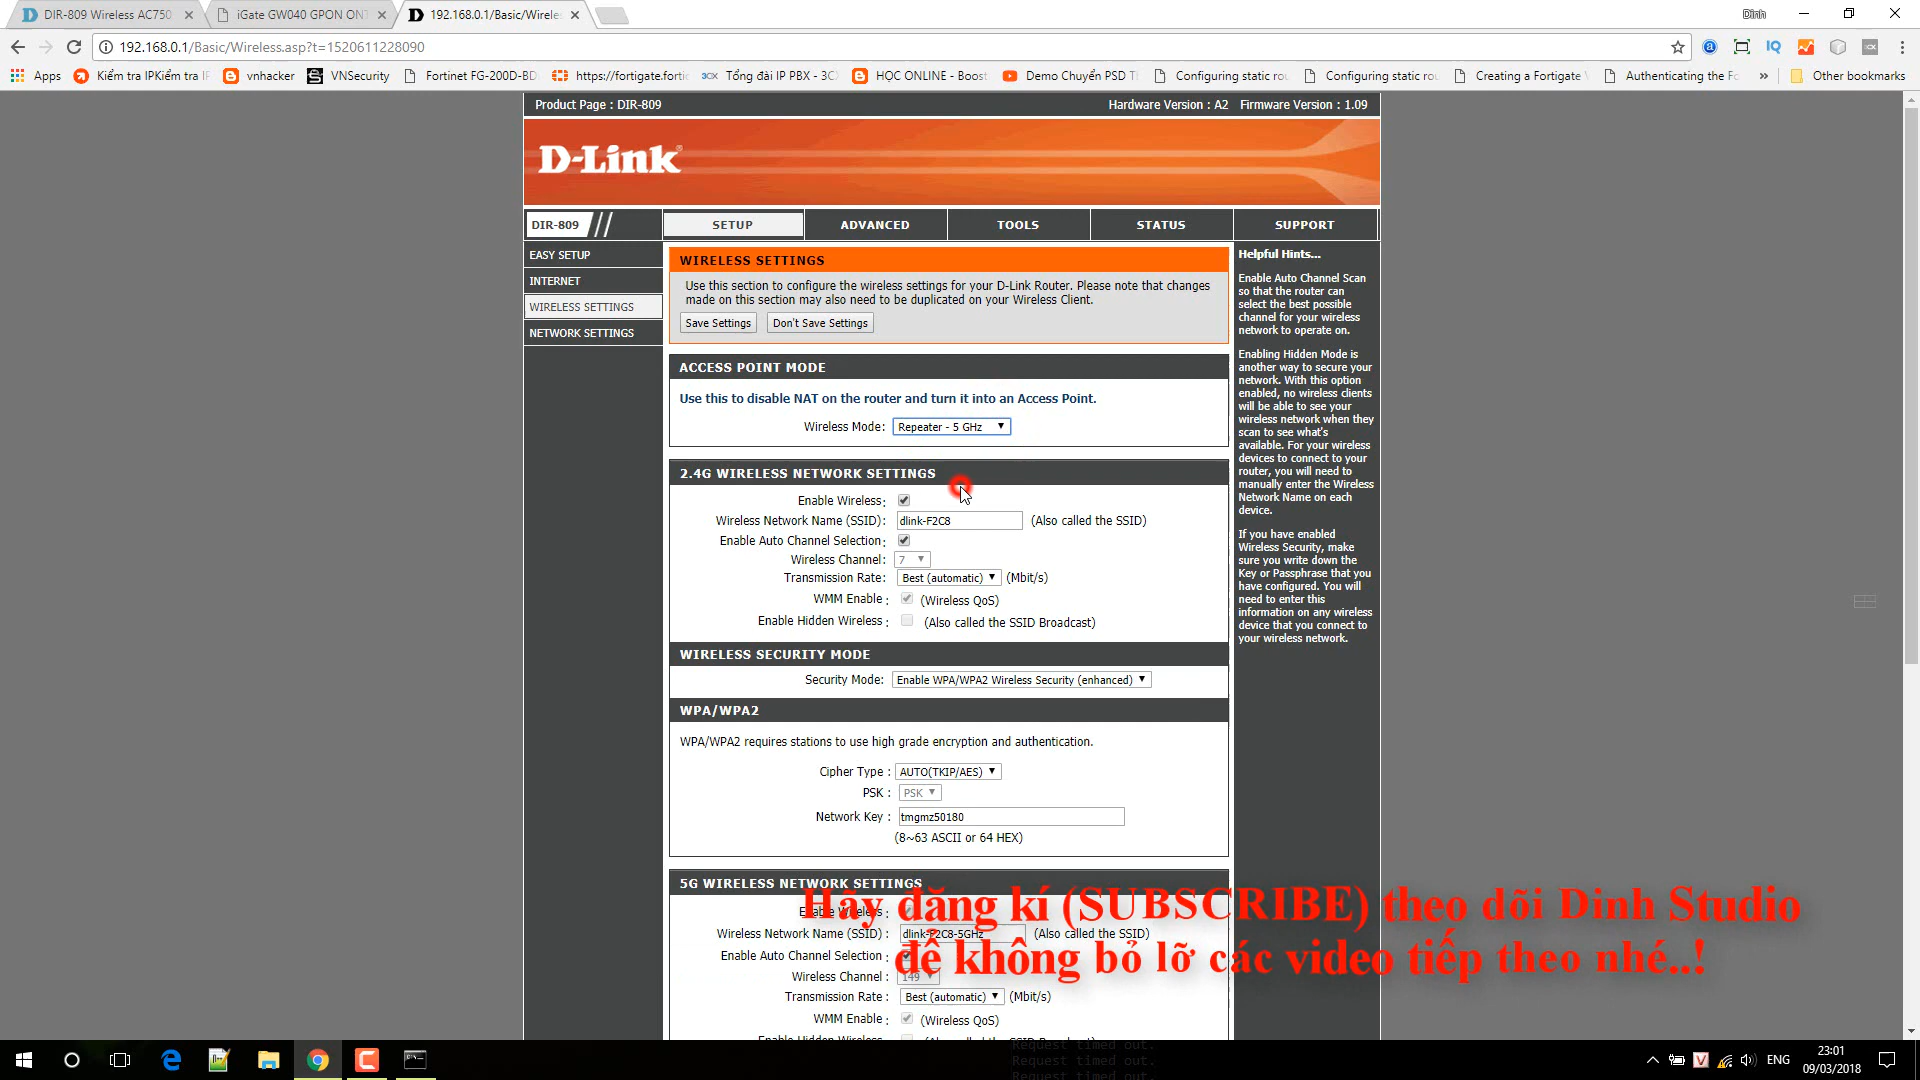 DIR-809 Wireless AC750
iGate GW040 GPON ONT
192.168.0.1/Basic/Wirele
Dinh
192.168.0.1/Basic/Wireless.asp?t=1520611228090
Apps
Kiểm tra IPKiểm tra I
vnhacker
VNSecurity
Fortinet FG-200D-BD
https://fortigate.forti
3CX
Tổng đài IP PBX - 3C
HỌC ONLINE - Boost
Demo Chuyển PSD T
Configuring static rou
Configuring static rou
Creating a Fortigate
Authenticating the Fo
»
Other bookmarks
Product Page : DIR-809
Hardware Version : A2 Firmware Version : 1.09
D-Link
DIR-809
SETUP
ADVANCED
TOOLS
STATUS
SUPPORT
EASY SETUP
INTERNET
WIRELESS SETTINGS
NETWORK SETTINGS
WIRELESS SETTINGS
Use this section to configure the wireless settings for your D-Link Router. Please note that changes
made on this section may also need to be duplicated on your Wireless Client.
Save Settings
Don't Save Settings
ACCESS POINT MODE
Use this to disable NAT on the router and turn it into an Access Point.
Wireless Mode: Repeater - 5 GHz
2.4G WIRELESS NETWORK SETTINGS
Enable Wireless :
Wireless Network Name (SSID): dlink-F2C8 (Also called the SSID)
Enable Auto Channel Selection :
Wireless Channel: 7
Transmission Rate: Best (automatic) (Mbit/s)
WMM Enable : (Wireless QoS)
Enable Hidden Wireless : (Also called the SSID Broadcast)
WIRELESS SECURITY MODE
Security Mode: Enable WPA/WPA2 Wireless Security (enhanced)
WPA/WPA2
WPA/WPA2 requires stations to use high grade encryption and authentication.
Cipher Type : AUTO(TKIP/AES)
PSK : PSK
Network Key : tmgmz50180
(8~63 ASCII or 64 HEX)
5G WIRELESS NETWORK SETTINGS
Enable Wireless :
Wireless Network Name (SSID) : dlink-F2C8-5GHz (Also called the SSID)
Enable Auto Channel Selection :
Wireless Channel : 149
Transmission Rate : Best (automatic) (Mbit/s)
WMM Enable : (Wireless QoS)
Helpful Hints...
Enable Auto Channel Scan
so that the router can
select the best possible
channel for your wireless
network to operate on.
Enabling Hidden Mode is
another way to secure your
network. With this option
enabled, no wireless clients
will be able to see your
wireless network when they
scan to see what's
available. For your wireless
devices to connect to your
router, you will need to
manually enter the Wireless
Network Name on each
device.
If you have enabled
Wireless Security, make
sure you write down the
Key or Passphrase that you
have configured. You will
need to enter this
information on any wireless
device that you connect to
your wireless network.
Hãy đăng kí (SUBSCRIBE) theo dõi Dinh Studio
để không bỏ lỡ các video tiếp theo nhé..!
Request timed out.
Request timed out.
ENG
23:01
09/03/2018